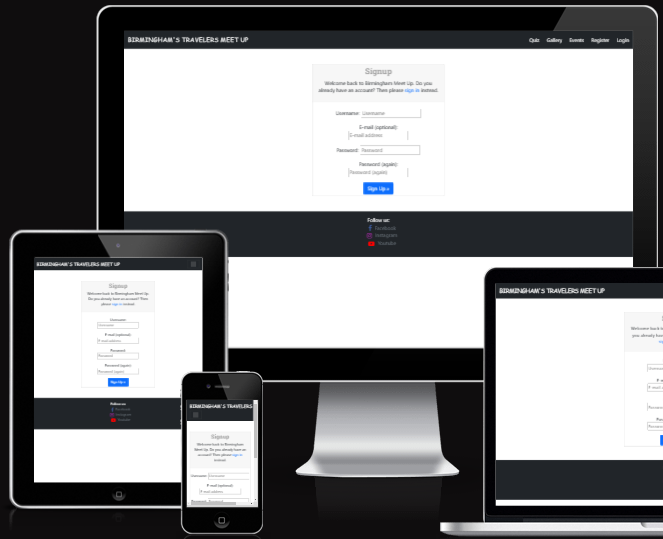 BIRMINGHAM'S TRAVELERS MEET UP
Quiz Gallery Events Register Login
Signup
Welcome back to Birmingham Meet Up. Do you
already have an account? Then please sign in instead.
Username: Username
E-mail (optional):
E-mail address
Password: Password
Password (again):
Password (again)
Sign Up »
Follow us:
Facebook
Instagram
Youtube
BIRMINGHAM'S TRAVELERS MEET UP
Signup
Welcome back to Birmingham Meet Up.
Do you already have an account? Then
please sign in instead.
Username:
Username
E-mail (optional):
E-mail address
Password:
Password
Password (again):
Password (again)
Sign Up »
Follow us:
Facebook
Instagram
Youtube
BIRMINGHAM'S TRAVELERS
Signup
Welcome back to Birmingham
Meet Up. Do you already have an
account? Then please sign in
instead.
Username: Username
E-mail (optional):
E-mail address
Password: Password
BIRMINGHAM'S TRAVELERS MEET UP
Welcome back to
you already have
Username
E-mail address
Password